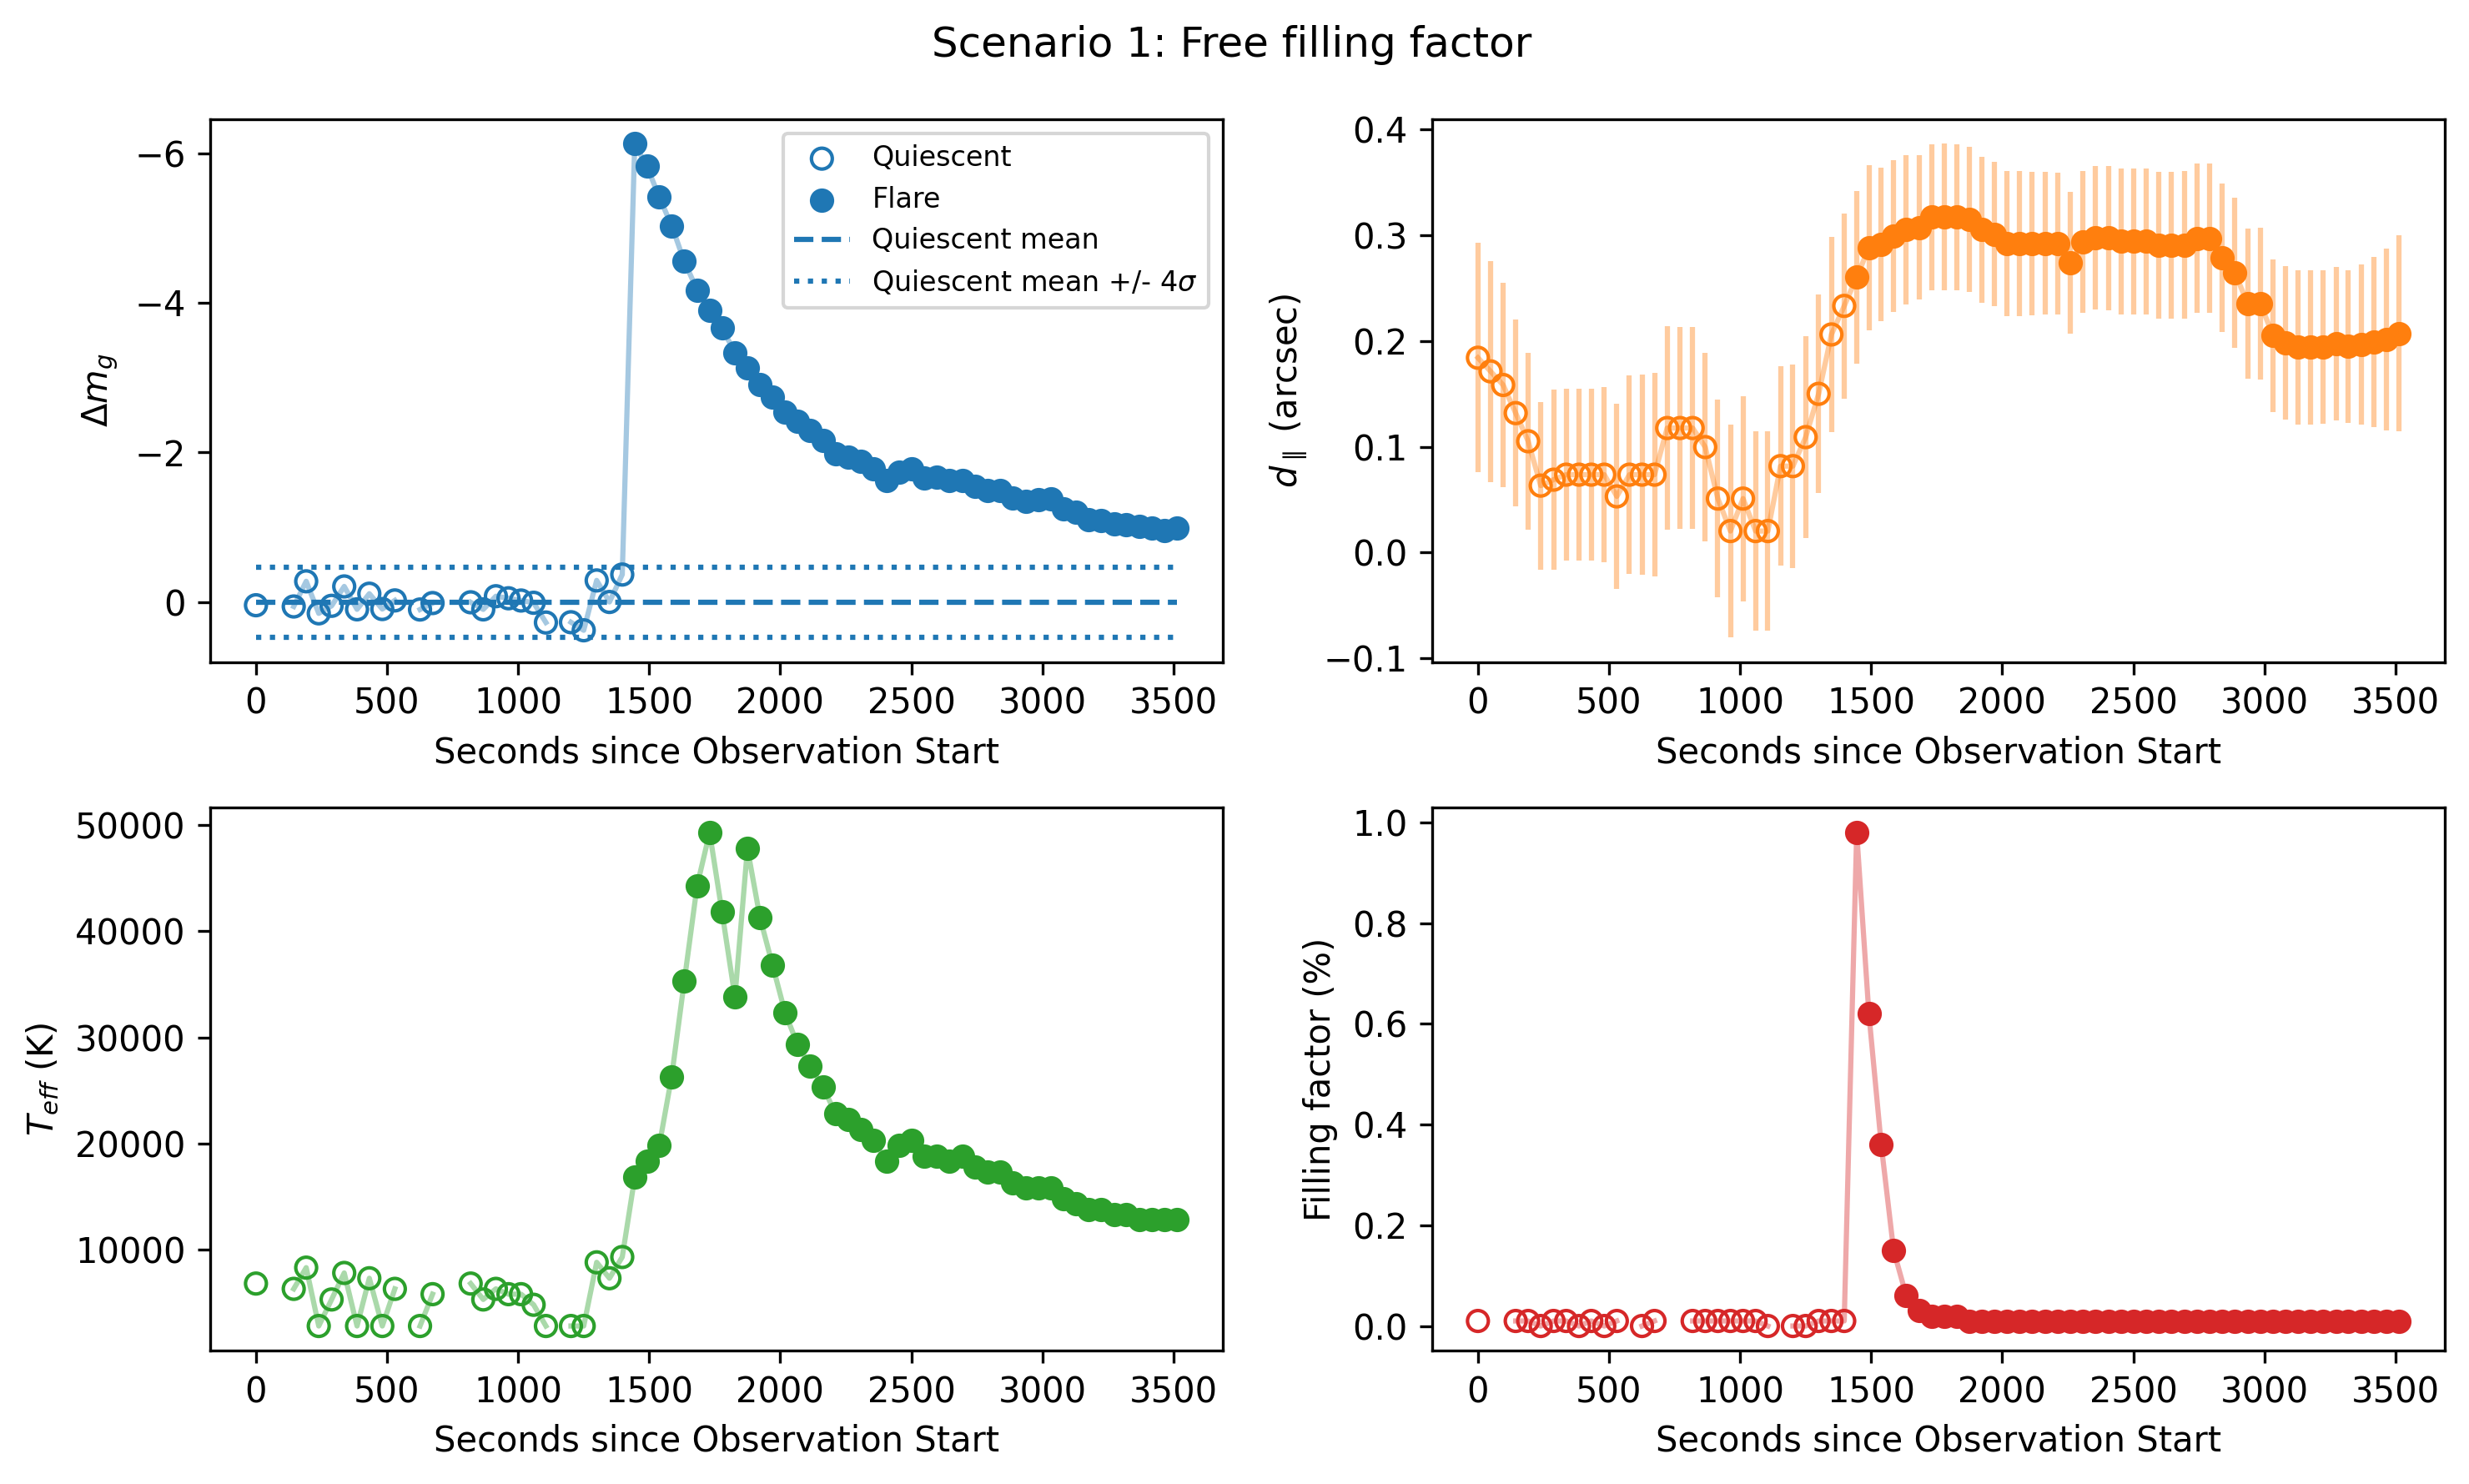 Scenario 1: Free filling factor
−6
−4
−2
0
Δm_g
Quiescent
Flare
Quiescent mean
Quiescent mean +/- 4σ
0 500 1000 1500 2000 2500 3000 3500
Seconds since Observation Start
0.4
0.3
0.2
0.1
0.0
−0.1
d_∥ (arcsec)
0 500 1000 1500 2000 2500 3000 3500
Seconds since Observation Start
50000
40000
30000
20000
10000
T_eff (K)
0 500 1000 1500 2000 2500 3000 3500
Seconds since Observation Start
1.0
0.8
0.6
0.4
0.2
0.0
Filling factor (%)
0 500 1000 1500 2000 2500 3000 3500
Seconds since Observation Start